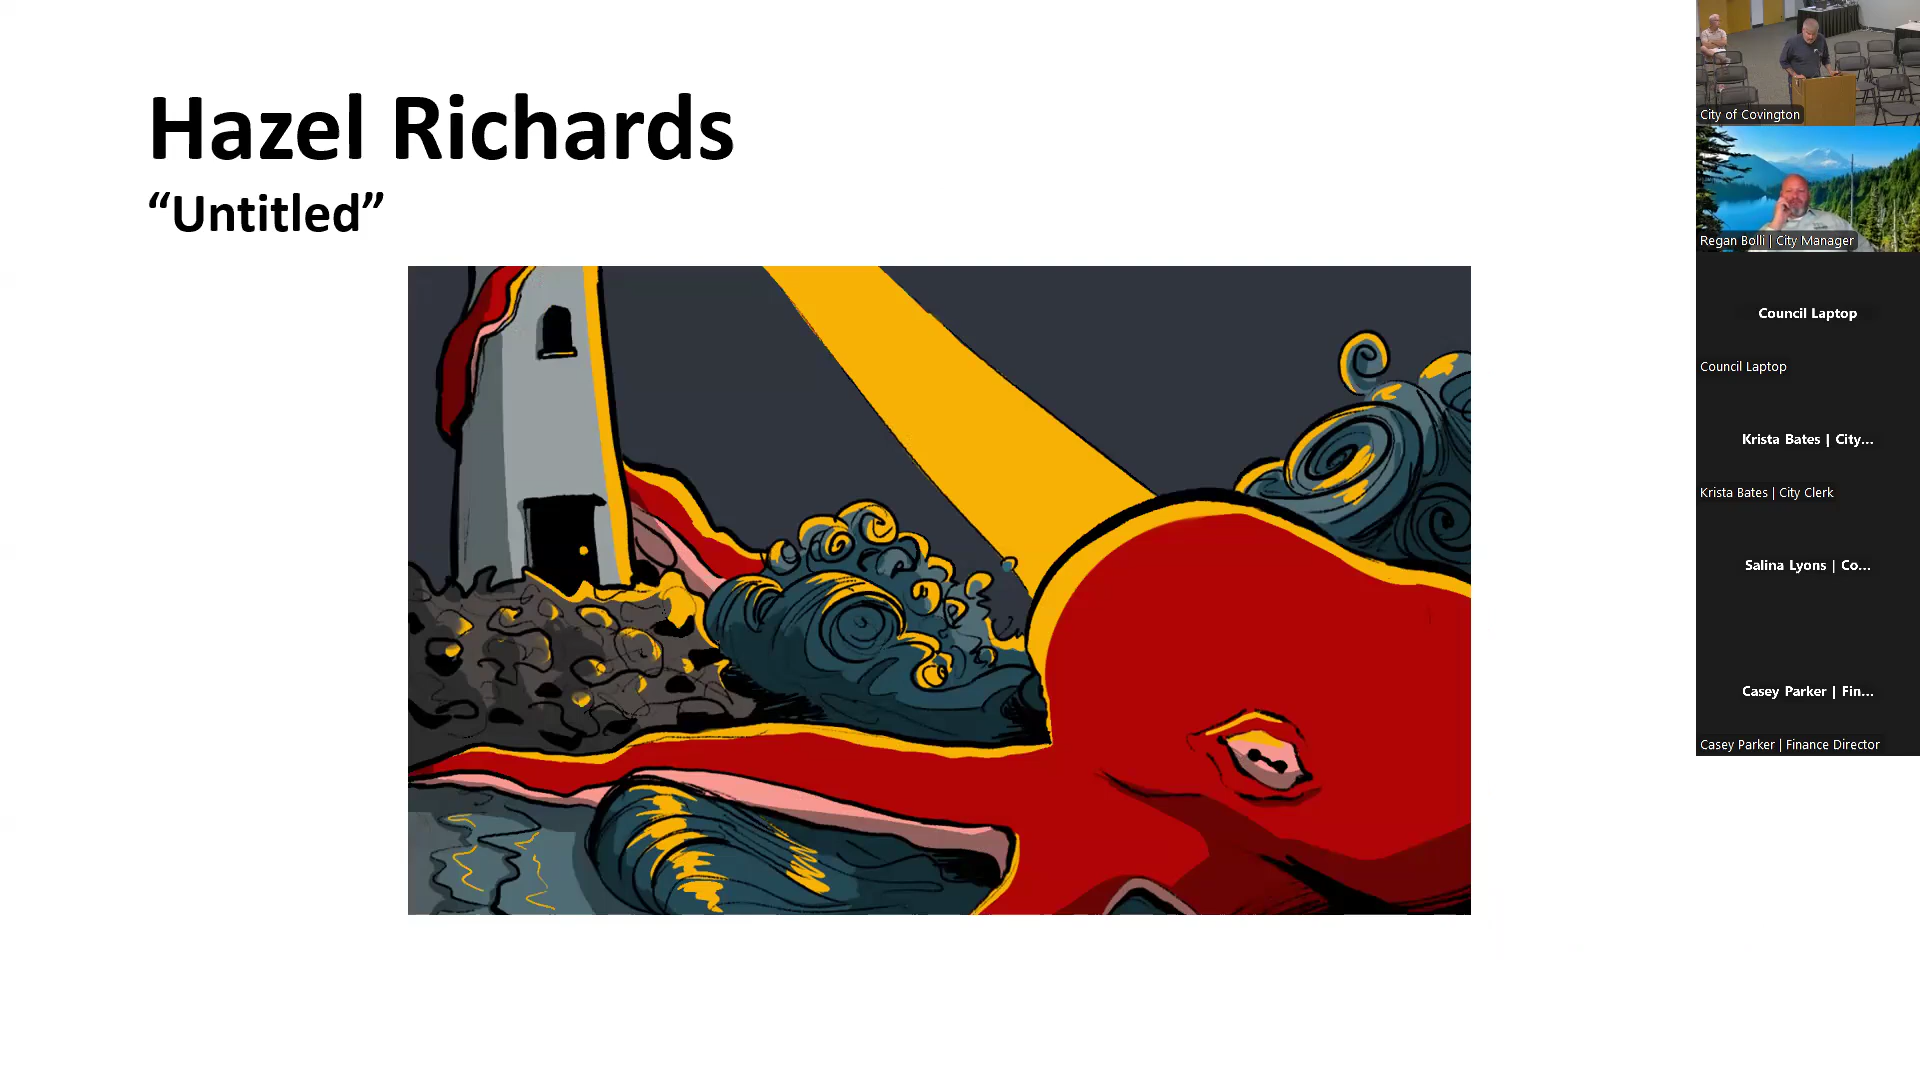 Hazel Richards
“Untitled”
City of Covington
Regan Bolli | City Manager
Council Laptop
Council Laptop
Krista Bates | City...
Krista Bates | City Clerk
Salina Lyons | Co...
Casey Parker | Fin...
Casey Parker | Finance Director